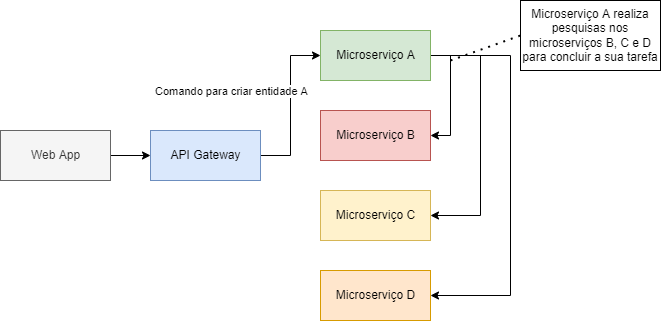 Microserviço A realiza
pesquisas nos
microserviços B, C e D
para concluir a sua tarefa
Microserviço A
Comando para criar entidade A
Microserviço B
Web App
API Gateway
Microserviço C
Microserviço D